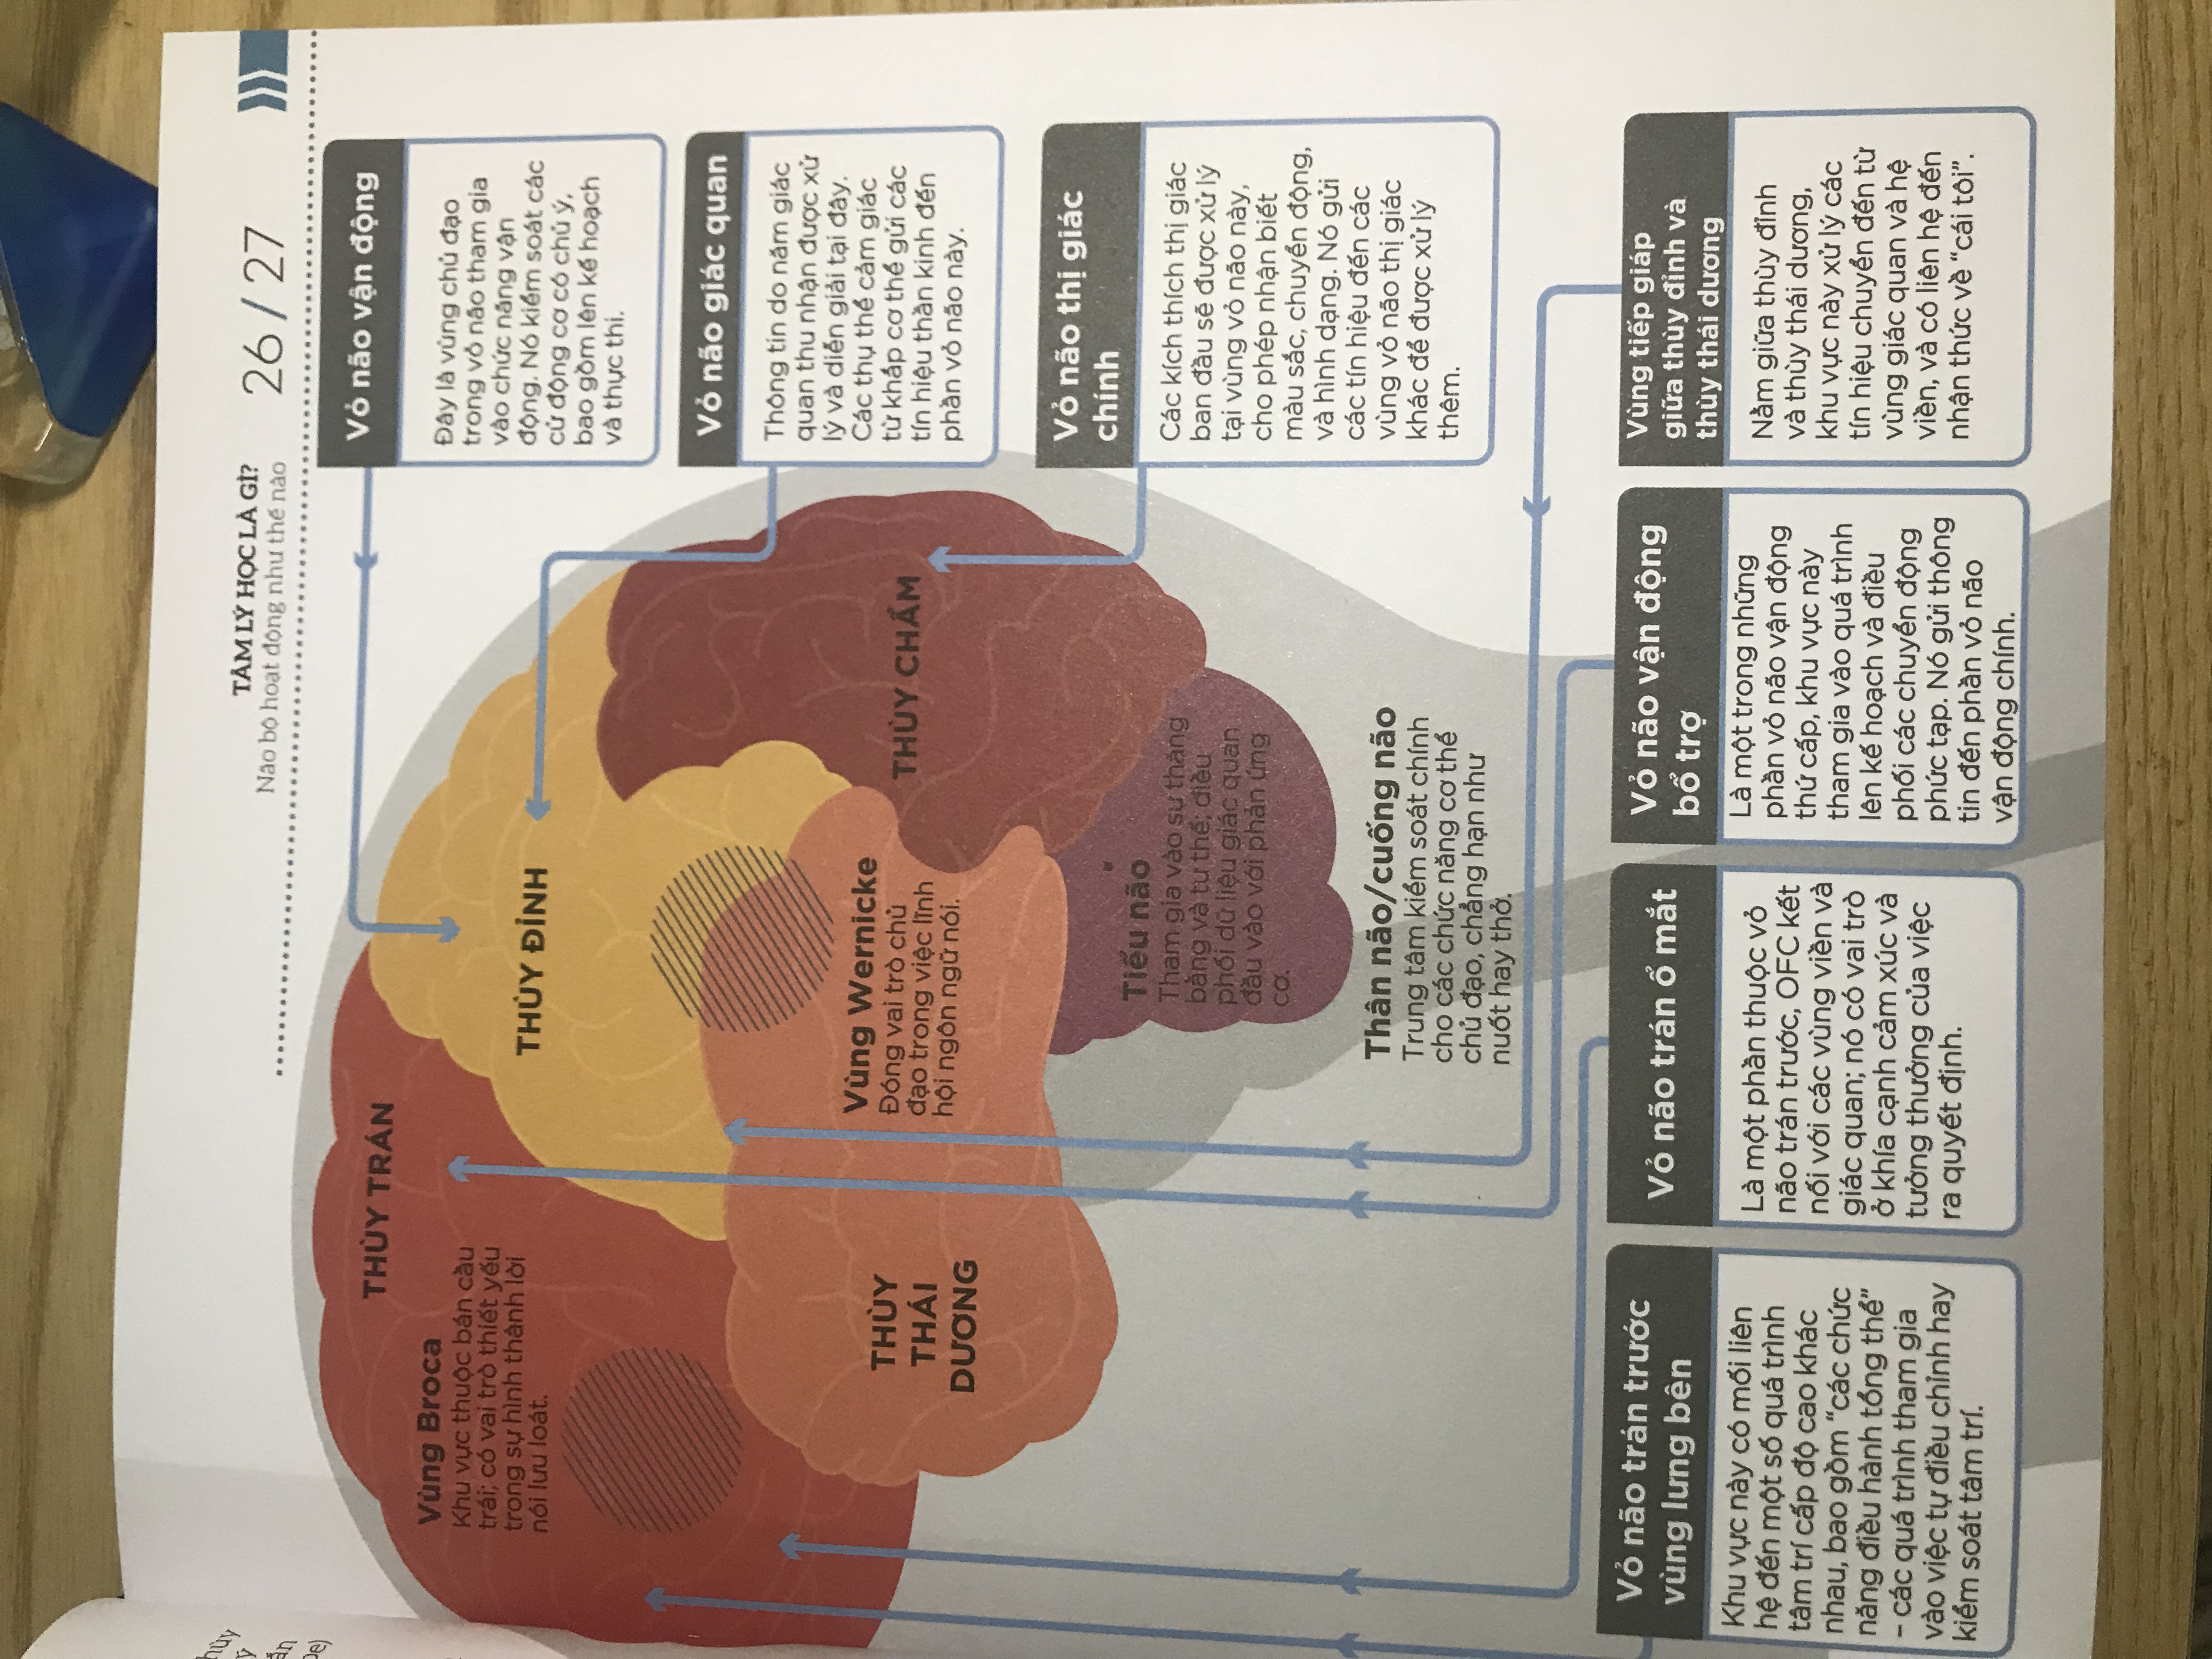 TÂM LÝ HỌC LÀ GÌ?
Não bộ hoạt động như thế nào
26 / 27
THÙY TRÁN
Vùng Broca
Khu vực thuộc bán cầu
trái; có vai trò thiết yếu
trong sự hình thành lời
nói lưu loát.
THÙY ĐỈNH
THÙY
THÁI
DƯƠNG
Vùng Wernicke
Đóng vai trò chủ
đạo trong việc lĩnh
hội ngôn ngữ nói.
THÙY CHẨM
Tiểu não
Tham gia vào sự thăng
bằng và tư thế; điều
phối dữ liệu giác quan
đầu vào với phản ứng
cơ.
Thân não/cuống não
Trung tâm kiểm soát chính
cho các chức năng cơ thể
chủ đạo, chẳng hạn như
nuốt hay thở.
Vỏ não vận động
Đây là vùng chủ đạo
trong vỏ não tham gia
vào chức năng vận
động. Nó kiểm soát các
cử động cơ có chủ ý,
bao gồm lên kế hoạch
và thực thi.
Vỏ não giác quan
Thông tin do năm giác
quan thu nhận được xử
lý và diễn giải tại đây.
Các thụ thể cảm giác
từ khắp cơ thể gửi các
tín hiệu thần kinh đến
phần vỏ não này.
Vỏ não thị giác
chính
Các kích thích thị giác
ban đầu sẽ được xử lý
tại vùng vỏ não này,
cho phép nhận biết
màu sắc, chuyển động,
và hình dạng. Nó gửi
các tín hiệu đến các
vùng vỏ não thị giác
khác để được xử lý
thêm.
Vỏ não trán trước
vùng lưng bên
Khu vực này có mối liên
hệ đến một số quá trình
tâm trí cấp độ cao khác
nhau, bao gồm “các chức
năng điều hành tổng thể”
– các quá trình tham gia
vào việc tự điều chỉnh hay
kiểm soát tâm trí.
Vỏ não trán ổ mắt
Là một phần thuộc vỏ
não trán trước, OFC kết
nối với các vùng viền và
giác quan; nó có vai trò
ở khía cạnh cảm xúc và
tưởng thưởng của việc
ra quyết định.
Vỏ não vận động
bổ trợ
Là một trong những
phần vỏ não vận động
thứ cấp, khu vực này
tham gia vào quá trình
lên kế hoạch và điều
phối các chuyển động
phức tạp. Nó gửi thông
tin đến phần vỏ não
vận động chính.
Vùng tiếp giáp
giữa thùy đỉnh và
thùy thái dương
Nằm giữa thùy đỉnh
và thùy thái dương,
khu vực này xử lý các
tín hiệu chuyển đến từ
vùng giác quan và hệ
viền, và có liên hệ đến
nhận thức về “cái tôi”.